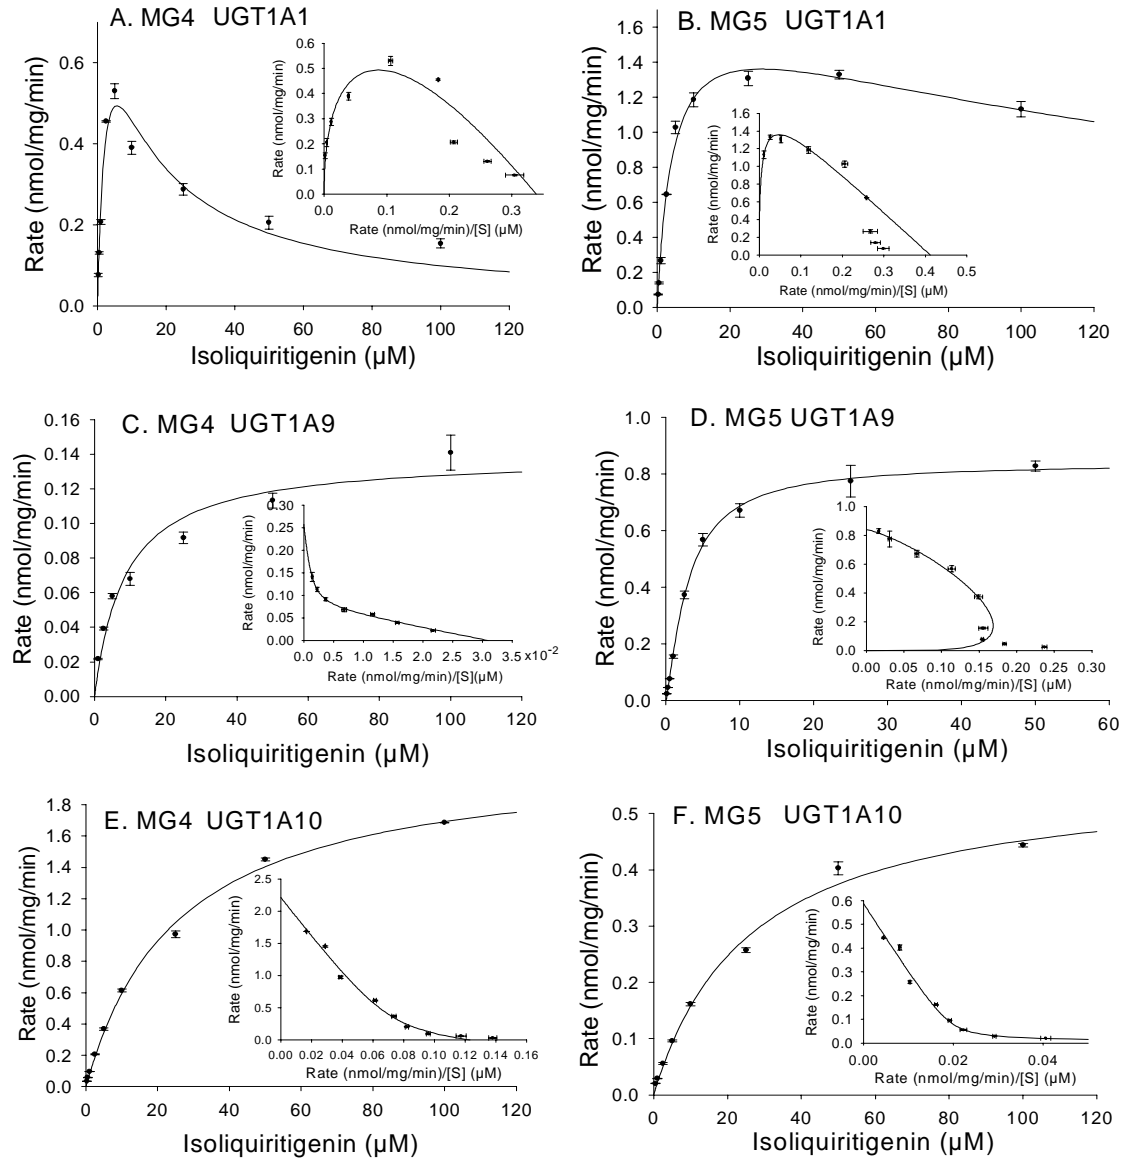 A. MG4 UGT1A1
Rate (nmol/mg/min)
0.6
0.4
0.2
0.0
0 20 40 60 80 100 120
Isoliquiritigenin (µM)
Rate (nmol/mg/min)
0.6
0.5
0.4
0.3
0.2
0.1
0.0
0.0 0.1 0.2 0.3
Rate (nmol/mg/min)/[S] (µM)
B. MG5 UGT1A1
Rate (nmol/mg/min)
1.6
1.4
1.2
1.0
0.8
0.6
0.4
0.2
0.0
0 20 40 60 80 100 120
Isoliquiritigenin (µM)
Rate (nmol/mg/min)
1.6
1.4
1.2
1.0
0.8
0.6
0.4
0.2
0.0
0.0 0.1 0.2 0.3 0.4 0.5
Rate (nmol/mg/min)/[S] (µM)
C. MG4 UGT1A9
Rate (nmol/mg/min)
0.16
0.14
0.12
0.10
0.08
0.06
0.04
0.02
0.00
0 20 40 60 80 100 120
Isoliquiritigenin (µM)
Rate (nmol/mg/min)
0.30
0.25
0.20
0.15
0.10
0.05
0.00
0.0 0.5 1.0 1.5 2.0 2.5 3.0 3.5 x10-2
Rate (nmol/mg/min)/[S](µM)
D. MG5 UGT1A9
Rate (nmol/mg/min)
1.0
0.8
0.6
0.4
0.2
0.0
0 10 20 30 40 50 60
Isoliquiritigenin (µM)
Rate (nmol/mg/min)
1.0
0.8
0.6
0.4
0.2
0.0
0.00 0.05 0.10 0.15 0.20 0.25 0.30
Rate (nmol/mg/min)/[S] (µM)
E. MG4 UGT1A10
Rate (nmol/mg/min)
1.8
1.6
1.4
1.2
1.0
0.8
0.6
0.4
0.2
0.0
0 20 40 60 80 100 120
Isoliquiritigenin (µM)
Rate (nmol/mg/min)
2.5
2.0
1.5
1.0
0.5
0.0
0.00 0.02 0.04 0.06 0.08 0.10 0.12 0.14 0.16
Rate (nmol/mg/min)/[S] (µM)
F. MG5 UGT1A10
Rate (nmol/mg/min)
0.5
0.4
0.3
0.2
0.1
0.0
0 20 40 60 80 100 120
Isoliquiritigenin (µM)
Rate (nmol/mg/min)
0.6
0.5
0.4
0.3
0.2
0.1
0.0
0.00 0.02 0.04
Rate (nmol/mg/min)/[S] (µM)